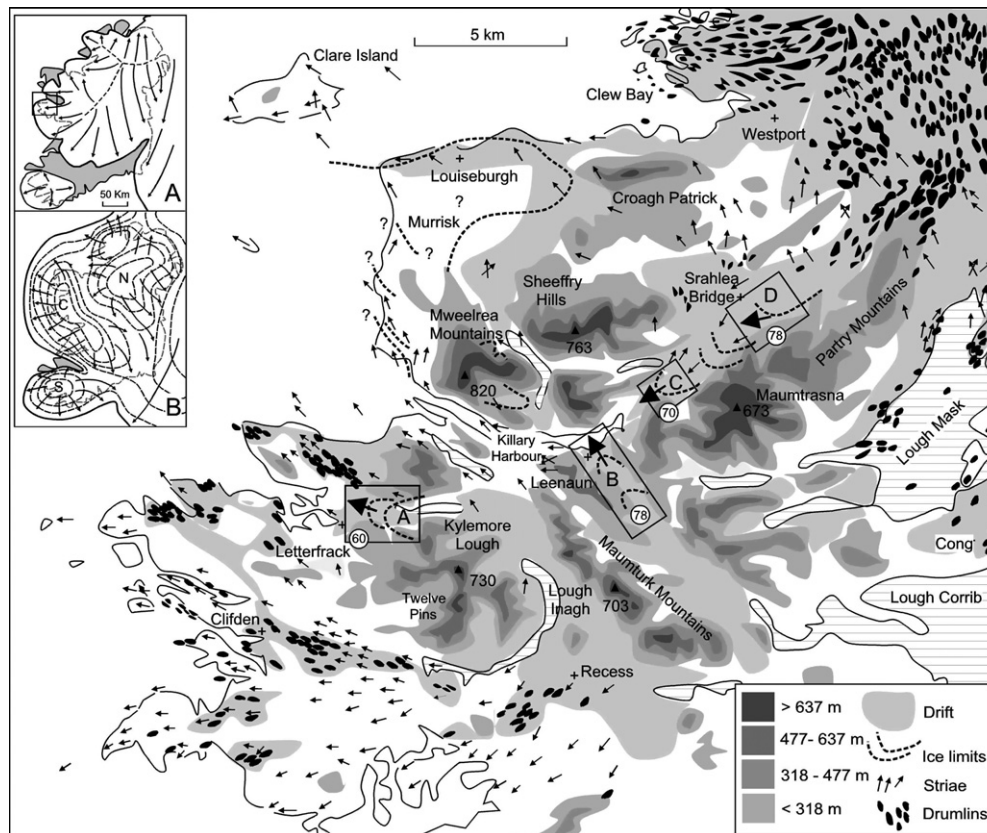 A
50 Km
C
N
S
B
Clare Island
5 km
Clew Bay
Westport
Louiseburgh
Croagh Patrick
Murrisk
?
?
?
?
?
Sheeffry
Hills
Srahlea
Bridge
D
78
Partry Mountains
Mweelrea
Mountains
763
820
C
70
Maumtrasna
673
Lough Mask
Killary
Harbour
Leenaun
B
78
A
60
Letterfrack
Kylemore
Lough
730
Twelve
Pins
Lough
Inagh
703
Maumturk Mountains
Cong
Lough Corrib
Clifden
Recess
> 637 m
477- 637 m
318 - 477 m
< 318 m
Drift
Ice limits
Striae
Drumlins